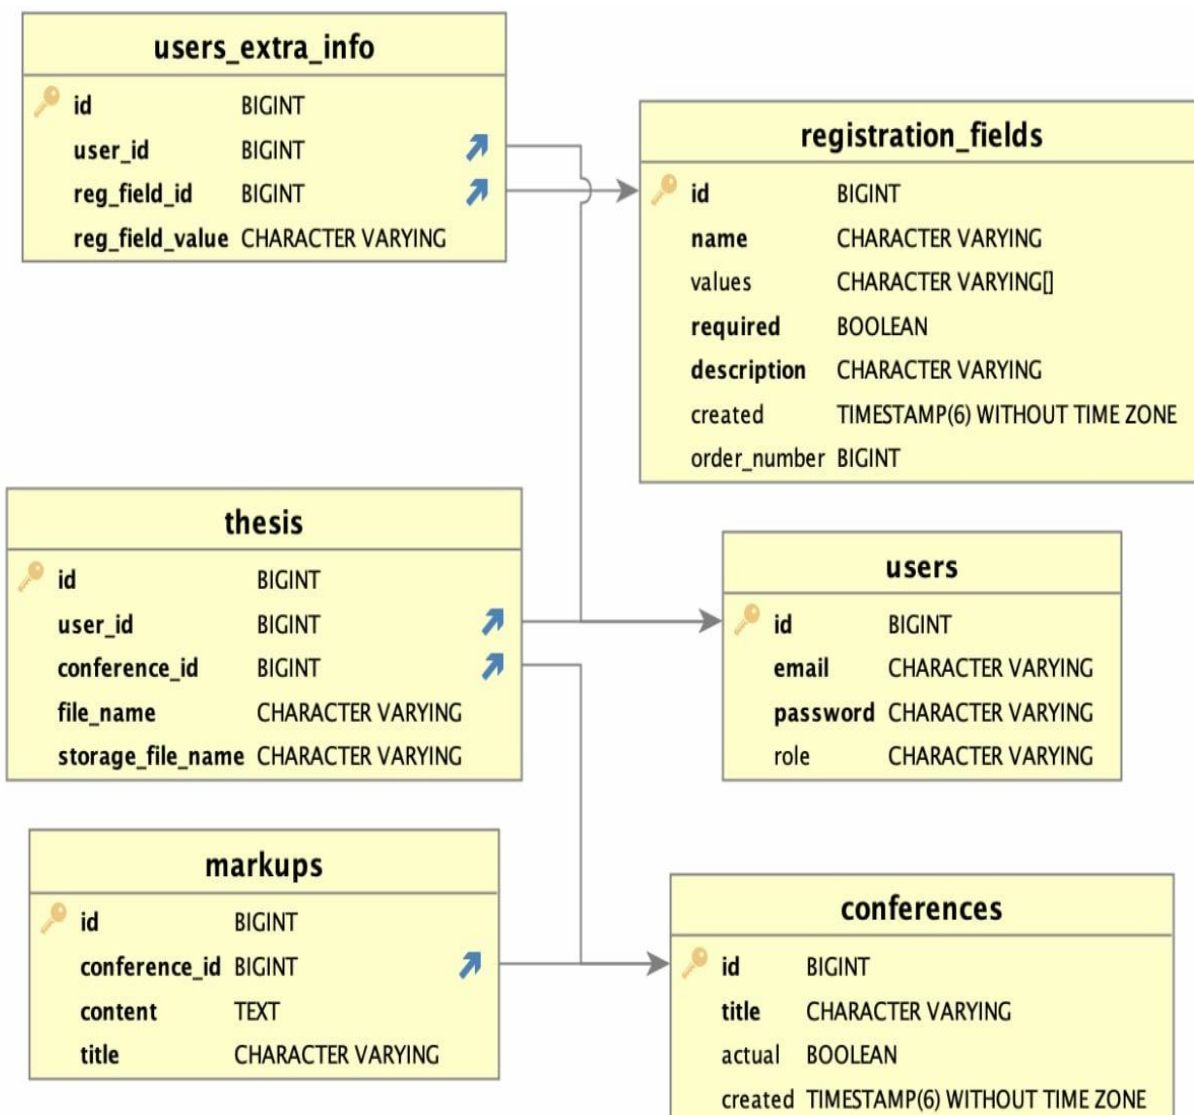 users_extra_info
id BIGINT
user_id BIGINT
reg_field_id BIGINT
reg_field_value CHARACTER VARYING
registration_fields
id BIGINT
name CHARACTER VARYING
values CHARACTER VARYING[]
required BOOLEAN
description CHARACTER VARYING
created TIMESTAMP(6) WITHOUT TIME ZONE
order_number BIGINT
thesis
id BIGINT
user_id BIGINT
conference_id BIGINT
file_name CHARACTER VARYING
storage_file_name CHARACTER VARYING
users
id BIGINT
email CHARACTER VARYING
password CHARACTER VARYING
role CHARACTER VARYING
markups
id BIGINT
conference_id BIGINT
content TEXT
title CHARACTER VARYING
conferences
id BIGINT
title CHARACTER VARYING
actual BOOLEAN
created TIMESTAMP(6) WITHOUT TIME ZONE